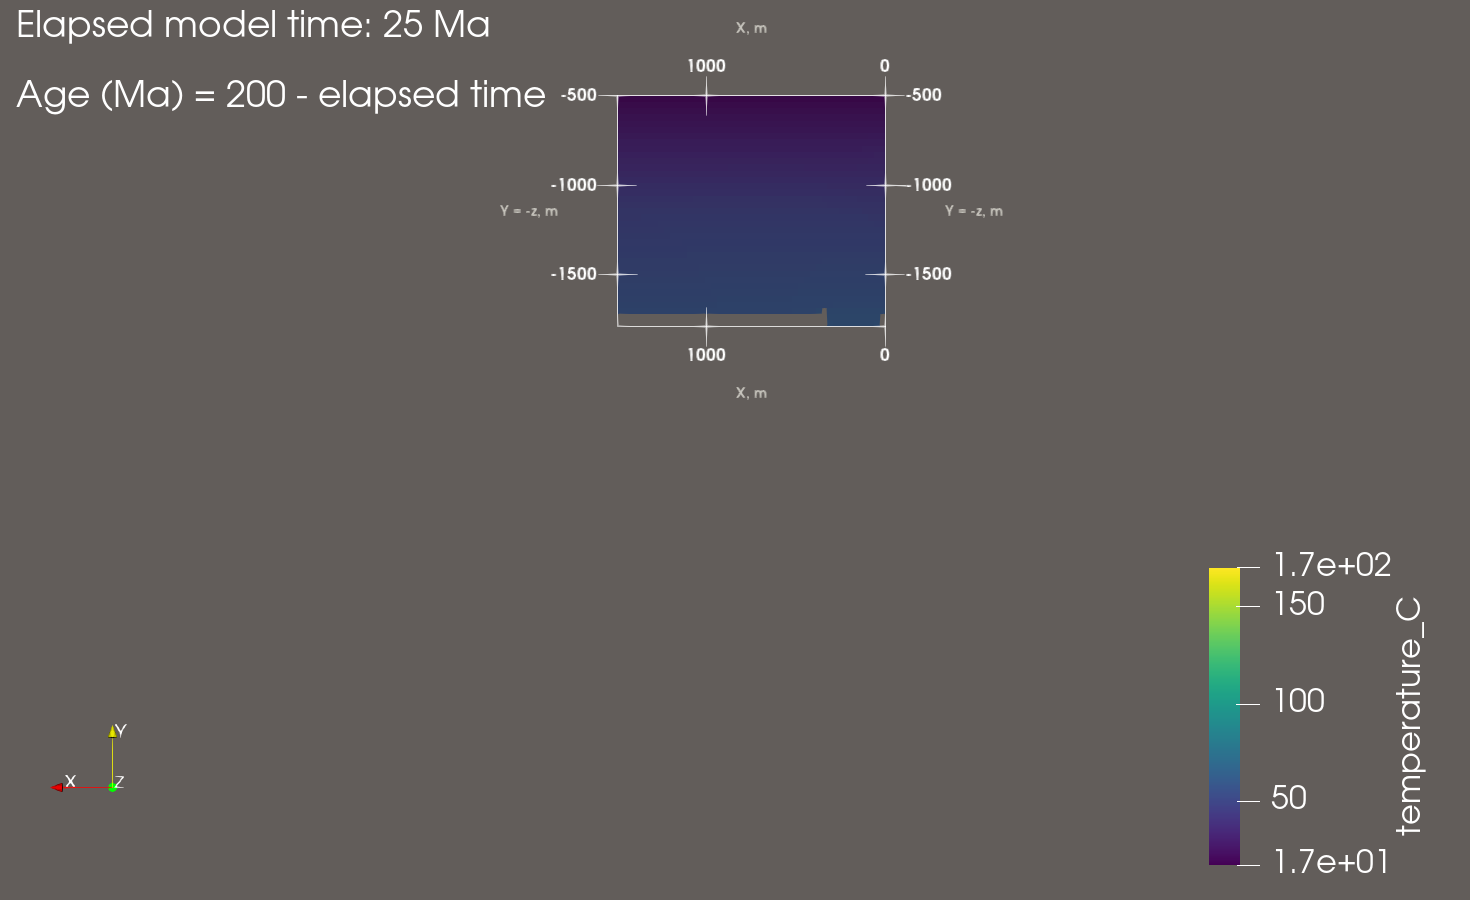 Elapsed model time: 25 Ma
Age (Ma) = 200 - elapsed time
X, m
1000 0
-500 -500
-1000 -1000
Y = -z, m Y = -z, m
-1500 -1500
1000 0
X, m
1.7e+02
150
100
50
1.7e+01
temperature_C
Y
X
Z